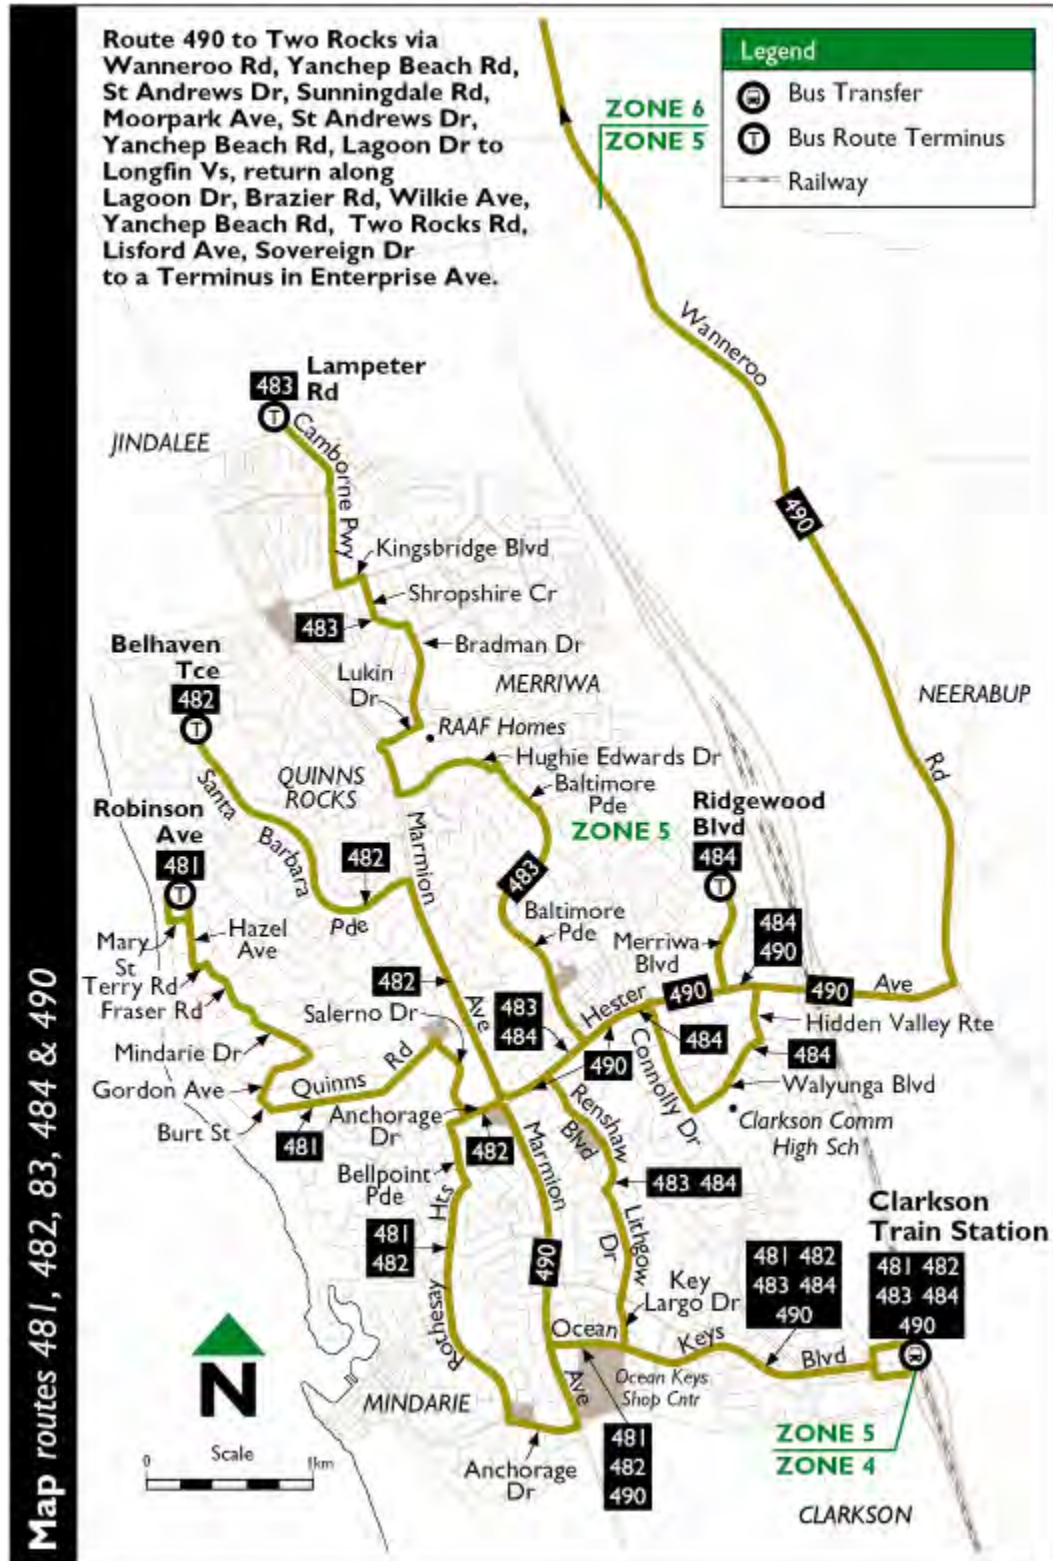 Map routes 481, 482, 83, 484 & 490
Route 490 to Two Rocks via
Wanneroo Rd, Yanchep Beach Rd,
St Andrews Dr, Sunningdale Rd,
Moorpark Ave, St Andrews Dr,
Yanchep Beach Rd, Lagoon Dr to
Longfin Vs, return along
Lagoon Dr, Brazier Rd, Wilkie Ave,
Yanchep Beach Rd, Two Rocks Rd,
Lisford Ave, Sovereign Dr
to a Terminus in Enterprise Ave.
Legend
Bus Transfer
T
Bus Route Terminus
Railway
ZONE 6
ZONE 5
Wanneroo
490
Rd
NEERABUP
Lampeter
Rd
483
T
JINDALEE
Camborne Pwy
Kingsbridge Blvd
Shropshire Cr
483
Bradman Dr
MERRIWA
Lukin
Dr
RAAF Homes
Hughie Edwards Dr
Baltimore
Pde
ZONE 5
Belhaven
Tce
482
T
QUINNS
ROCKS
Santa
Barbara
Pde
482
Marmion
Ave
483
Baltimore
Pde
Ridgewood
Blvd
484
T
Merriwa
Blvd
484
490
Robinson
Ave
481
T
Mary
St
Hazel
Ave
Terry Rd
Fraser Rd
Mindarie Dr
Gordon Ave
Burt St
Quinns
Rd
481
482
Salerno Dr
483
484
Hester
490
490
Ave
Hidden Valley Rte
484
490
484
Connolly Dr
Walyunga Blvd
Clarkson Comm
High Sch
Anchorage
Dr
482
Bellpoint
Pde
481
482
Rothesay
Hts
Marmion
Ave
490
Renshaw
Blvd
483 484
Lithgow
Dr
Key
Largo Dr
481 482
483 484
490
Clarkson
Train Station
481 482
483 484
490
Ocean
Keys
Blvd
Ocean Keys
Shop Cntr
MINDARIE
Anchorage
Dr
481
482
490
ZONE 5
ZONE 4
CLARKSON
N
Scale
0
1km